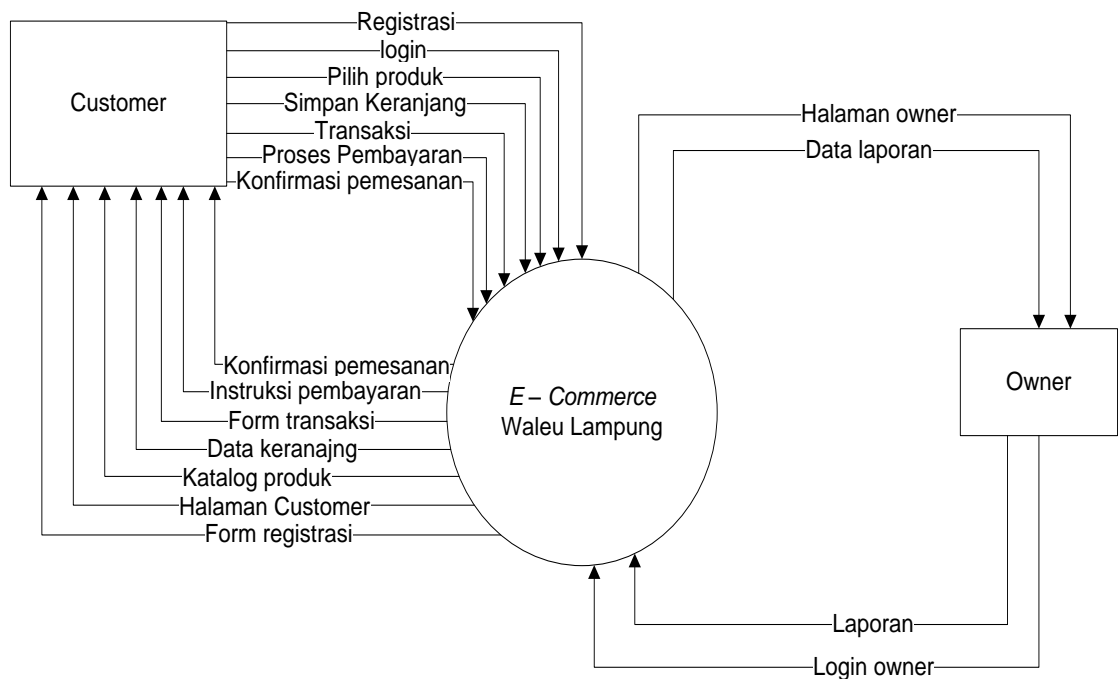 Customer
Registrasi
login
Pilih produk
Simpan Keranjang
Transaksi
Proses Pembayaran
Konfirmasi pemesanan
Halaman owner
Data laporan
Konfirmasi pemesanan
Instruksi pembayaran
Form transaksi
Data keranajng
Katalog produk
Halaman Customer
Form registrasi
E – Commerce
Waleu Lampung
Owner
Laporan
Login owner